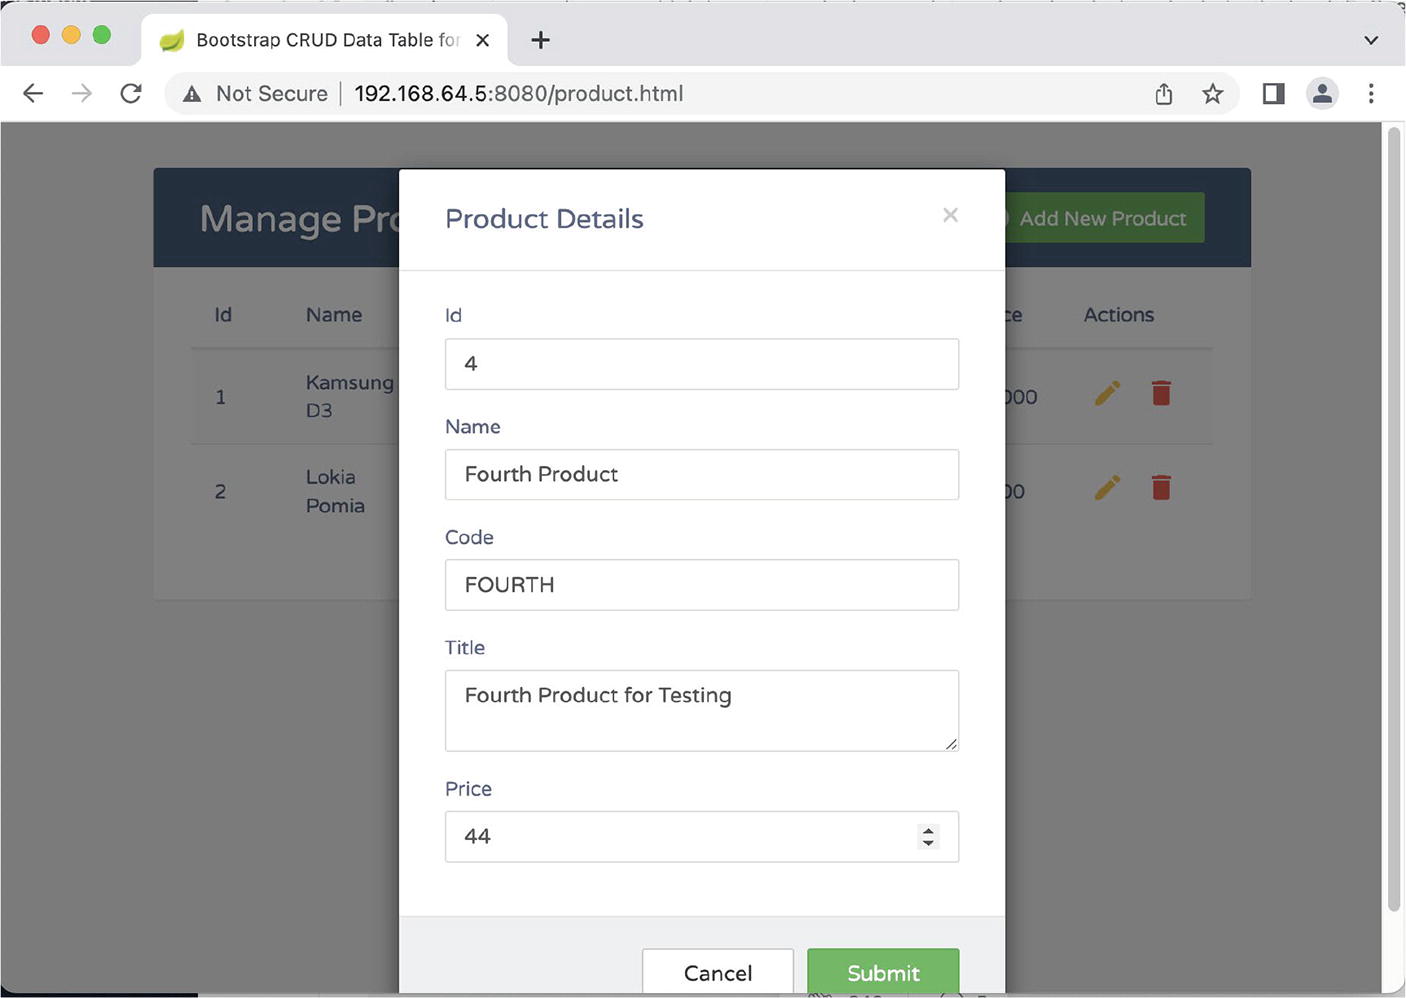 Bootstrap CRUD Data Table for
Not Secure | 192.168.64.5:8080/product.html
Manage Pro
Add New Product
Product Details
Id Name Actions
1 Kamsung D3 000
2 Lokia Pomia 00
Id
4
Name
Fourth Product
Code
FOURTH
Title
Fourth Product for Testing
Price
44
Cancel Submit